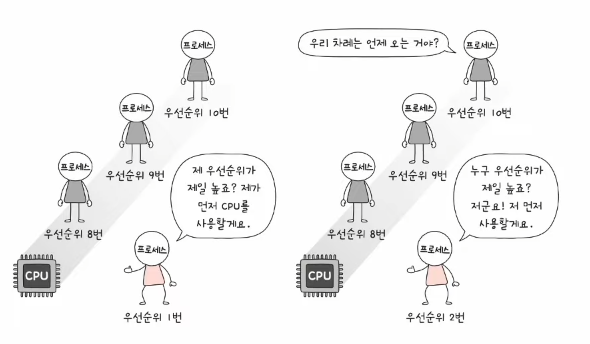 프로세스
우선순위 10번
프로세스
우선순위 9번
프로세스
우선순위 8번
제 우선순위가
제일 높죠? 제가
먼저 CPU를
사용할게요.
프로세스
CPU
우선순위 1번
우리 차례는 언제 오는 거야?
프로세스
우선순위 10번
프로세스
우선순위 9번
프로세스
우선순위 8번
누구 우선순위가
제일 높죠?
저군요! 저 먼저
사용할게요.
프로세스
CPU
우선순위 2번